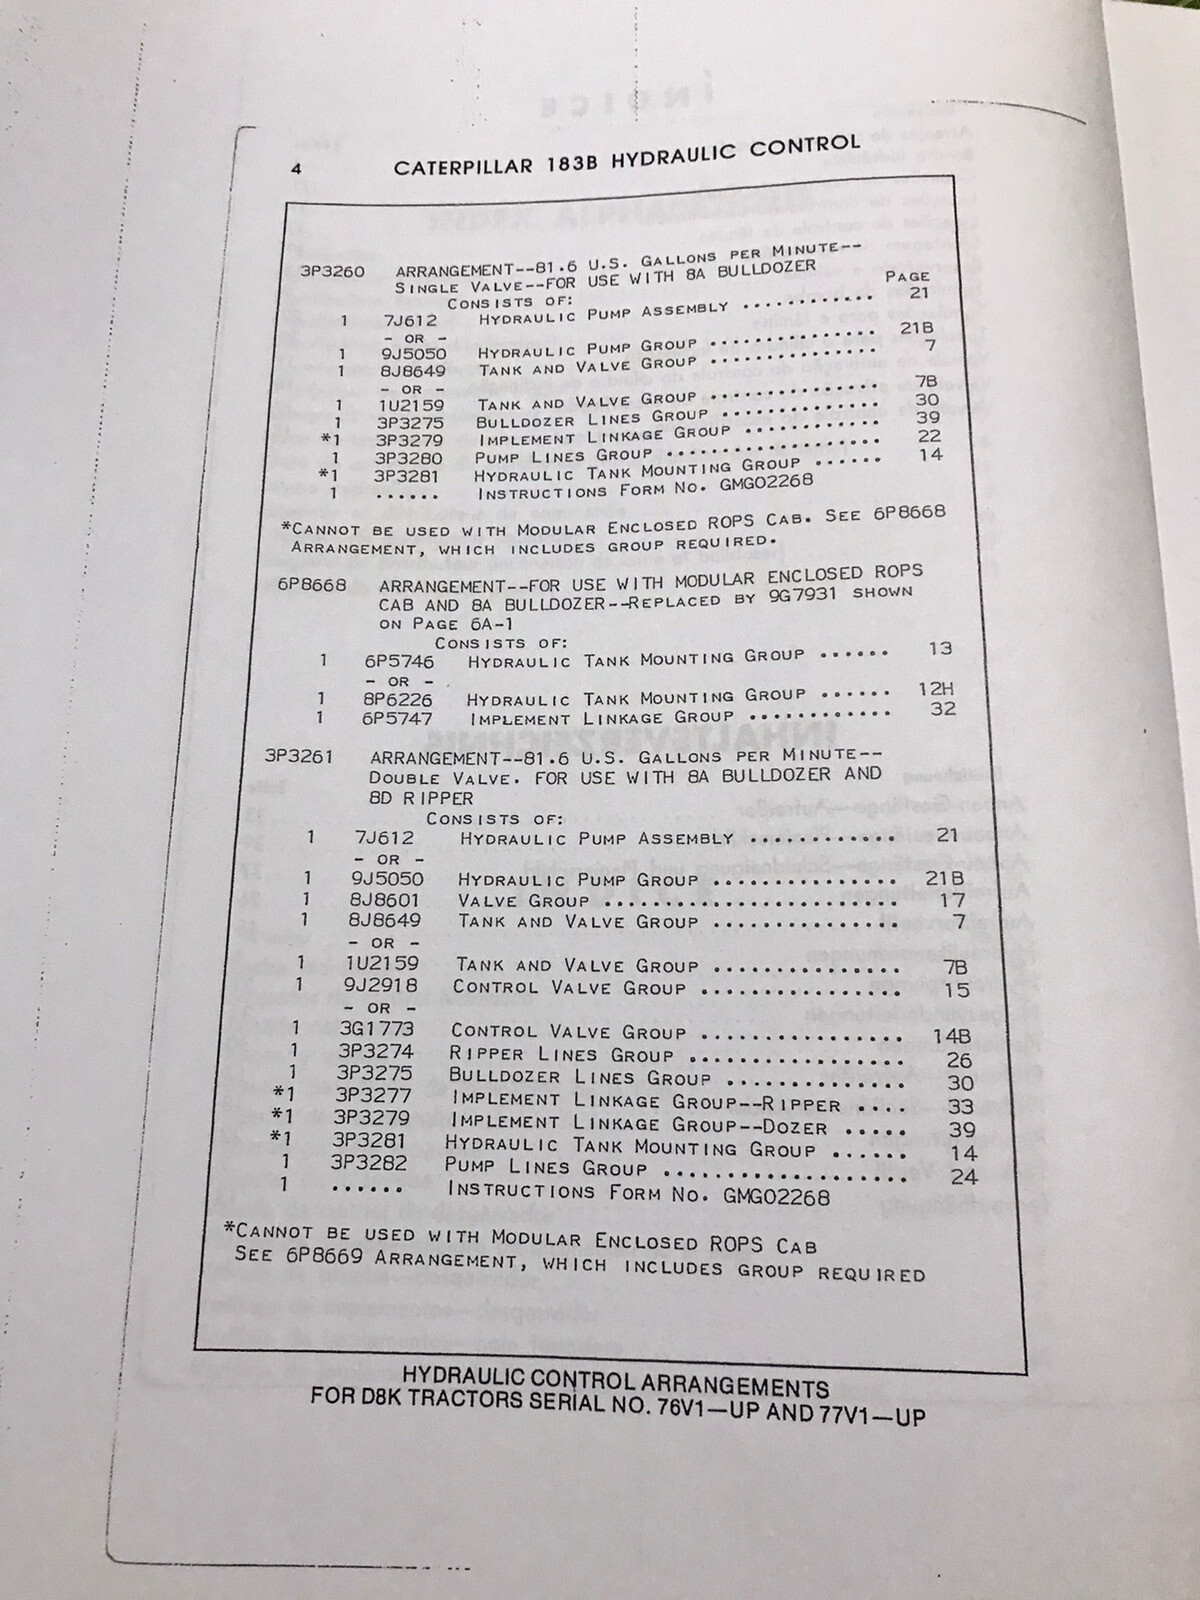 4 CATERPILLAR 183B HYDRAULIC CONTROL
3P3260 ARRANGEMENT--81.6 U.S. GALLONS PER MINUTE--
SINGLE VALVE--FOR USE WITH 8A BULLDOZER
CONSISTS OF: PAGE
1 7J612 HYDRAULIC PUMP ASSEMBLY ............ 21
- OR -
1 9J5050 HYDRAULIC PUMP GROUP ............... 21B
1 8J8649 TANK AND VALVE GROUP ............... 7
- OR -
1 1U2159 TANK AND VALVE GROUP ............... 7B
1 3P3275 BULLDOZER LINES GROUP .............. 30
*1 3P3279 IMPLEMENT LINKAGE GROUP ............ 39
1 3P3280 PUMP LINES GROUP ................... 22
*1 3P3281 HYDRAULIC TANK MOUNTING GROUP ...... 14
1 ...... INSTRUCTIONS FORM NO. GMG02268
*CANNOT BE USED WITH MODULAR ENCLOSED ROPS CAB. SEE 6P8668
ARRANGEMENT, WHICH INCLUDES GROUP REQUIRED.
6P8668 ARRANGEMENT--FOR USE WITH MODULAR ENCLOSED ROPS
CAB AND 8A BULLDOZER--REPLACED BY 9G7931 SHOWN
ON PAGE 6A-1
CONSISTS OF:
1 6P5746 HYDRAULIC TANK MOUNTING GROUP ...... 13
- OR -
1 8P6226 HYDRAULIC TANK MOUNTING GROUP ...... 12H
1 6P5747 IMPLEMENT LINKAGE GROUP ............ 32
3P3261 ARRANGEMENT--81.6 U.S. GALLONS PER MINUTE--
DOUBLE VALVE. FOR USE WITH 8A BULLDOZER AND
8D RIPPER
CONSISTS OF:
1 7J612 HYDRAULIC PUMP ASSEMBLY ............ 21
- OR -
1 9J5050 HYDRAULIC PUMP GROUP ............... 21B
1 8J8601 VALVE GROUP ........................ 17
1 8J8649 TANK AND VALVE GROUP ............... 7
- OR -
1 1U2159 TANK AND VALVE GROUP ............... 7B
1 9J2918 CONTROL VALVE GROUP ................ 15
- OR -
1 3G1773 CONTROL VALVE GROUP ................ 14B
1 3P3274 RIPPER LINES GROUP ................. 26
1 3P3275 BULLDOZER LINES GROUP .............. 30
*1 3P3277 IMPLEMENT LINKAGE GROUP--RIPPER .... 33
*1 3P3279 IMPLEMENT LINKAGE GROUP--DOZER ..... 39
*1 3P3281 HYDRAULIC TANK MOUNTING GROUP ...... 14
1 3P3282 PUMP LINES GROUP ................... 24
1 ...... INSTRUCTIONS FORM NO. GMG02268
*CANNOT BE USED WITH MODULAR ENCLOSED ROPS CAB
SEE 6P8669 ARRANGEMENT, WHICH INCLUDES GROUP REQUIRED
HYDRAULIC CONTROL ARRANGEMENTS
FOR D8K TRACTORS SERIAL NO. 76V1—UP AND 77V1—UP